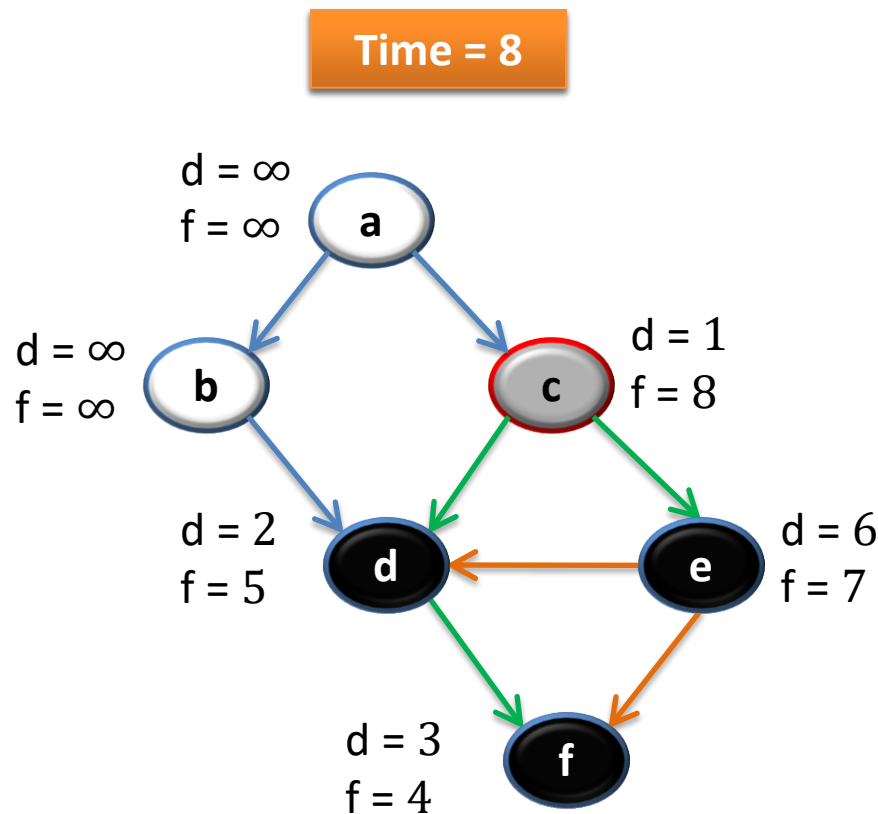 Time = 8
d = ∞
f = ∞
a
d = ∞
f = ∞
b
c
d = 1
f = 8
d = 2
f = 5
d
e
d = 6
f = 7
d = 3
f = 4
f